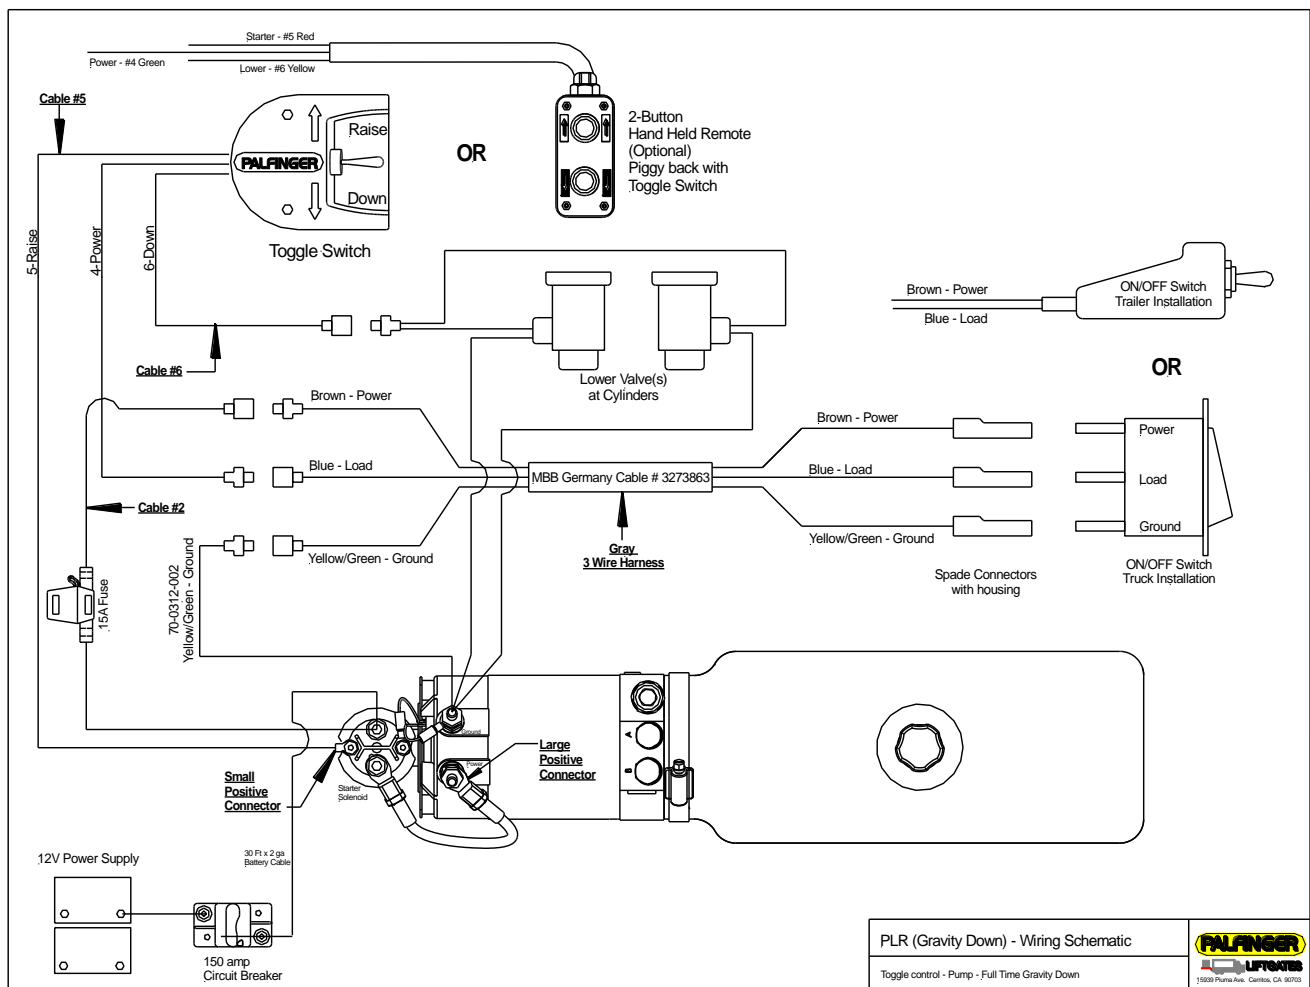 Starter - #5 Red
Power - #4 Green
Lower - #6 Yellow
Cable #5
Raise
PALFINGER
Down
Toggle Switch
OR
2-Button
Hand Held Remote
(Optional)
Piggy back with
Toggle Switch
5-Raise
4-Power
6-Down
Cable #6
Lower Valve(s)
at Cylinders
Brown - Power
Blue - Load
ON/OFF Switch
Trailer Installation
OR
Brown - Power
Blue - Load
Yellow/Green - Ground
MBB Germany Cable # 3273863
Gray
3 Wire Harness
Brown - Power
Blue - Load
Yellow/Green - Ground
Spade Connectors
with housing
Power
Load
Ground
ON/OFF Switch
Truck Installation
Cable #2
15A Fuse
70-0312-002
Yellow/Green - Ground
Ground
Power
A
B
Large
Positive
Connector
Small
Positive
Connector
Starter
Solenoid
30 Ft x 2 ga
Battery Cable
12V Power Supply
150 amp
Circuit Breaker
PLR (Gravity Down) - Wiring Schematic
Toggle control - Pump - Full Time Gravity Down
PALFINGER
LIFTGATES
15939 Piuma Ave. Cerritos, CA 90703